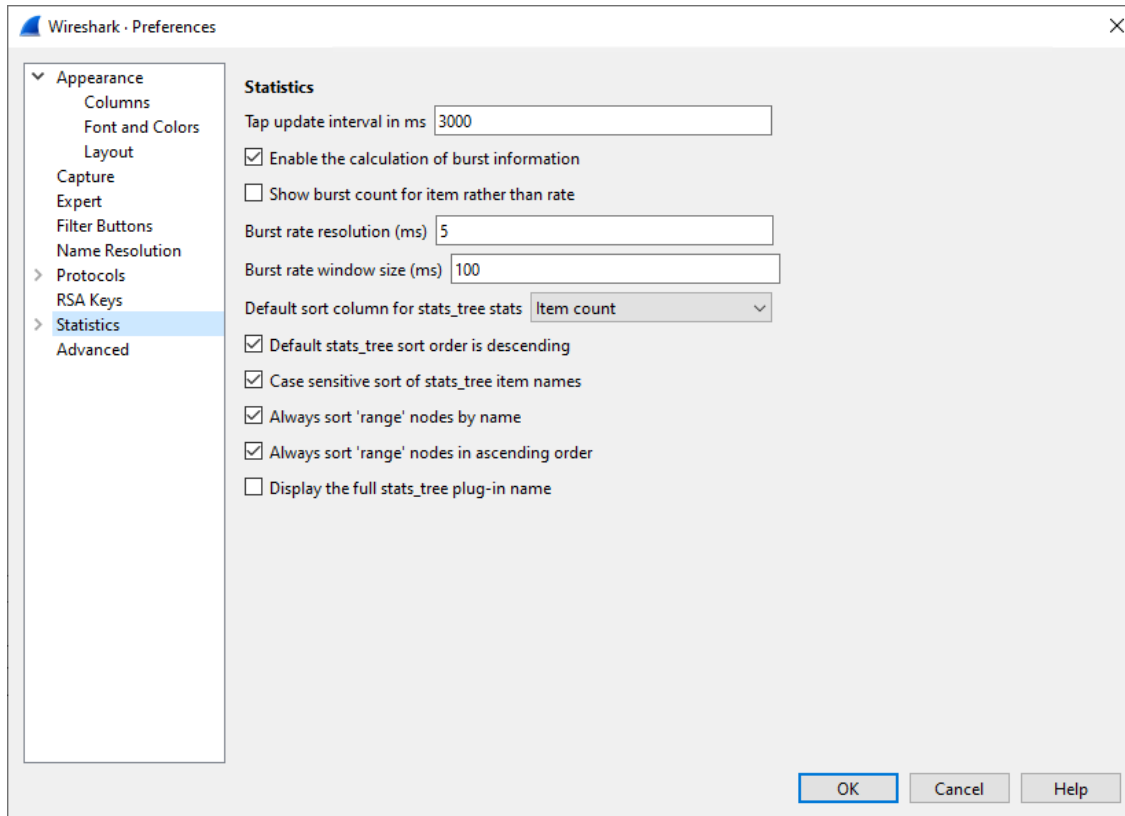 Wireshark · Preferences
Appearance
Columns
Font and Colors
Layout
Capture
Expert
Filter Buttons
Name Resolution
Protocols
RSA Keys
Statistics
Advanced
Statistics
Tap update interval in ms 3000
Enable the calculation of burst information
Show burst count for item rather than rate
Burst rate resolution (ms) 5
Burst rate window size (ms) 100
Default sort column for stats_tree stats Item count
Default stats_tree sort order is descending
Case sensitive sort of stats_tree item names
Always sort 'range' nodes by name
Always sort 'range' nodes in ascending order
Display the full stats_tree plug-in name
OK Cancel Help